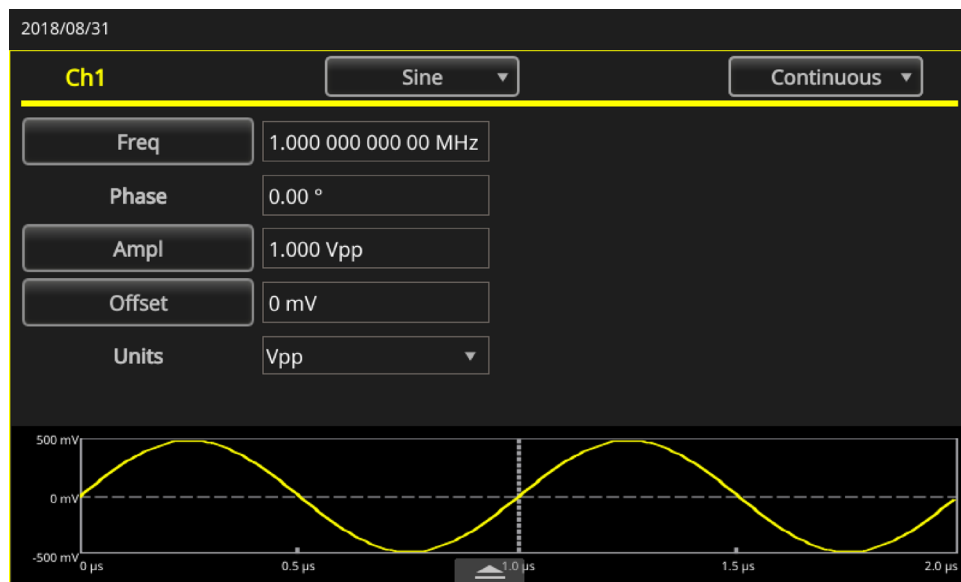 2018/08/31
Ch1 Sine Continuous
Freq 1.000 000 000 00 MHz
Phase 0.00 °
Ampl 1.000 Vpp
Offset 0 mV
Units Vpp
500 mV
0 mV
-500 mV
0 µs 0.5 µs 1.0 µs 1.5 µs 2.0 µs